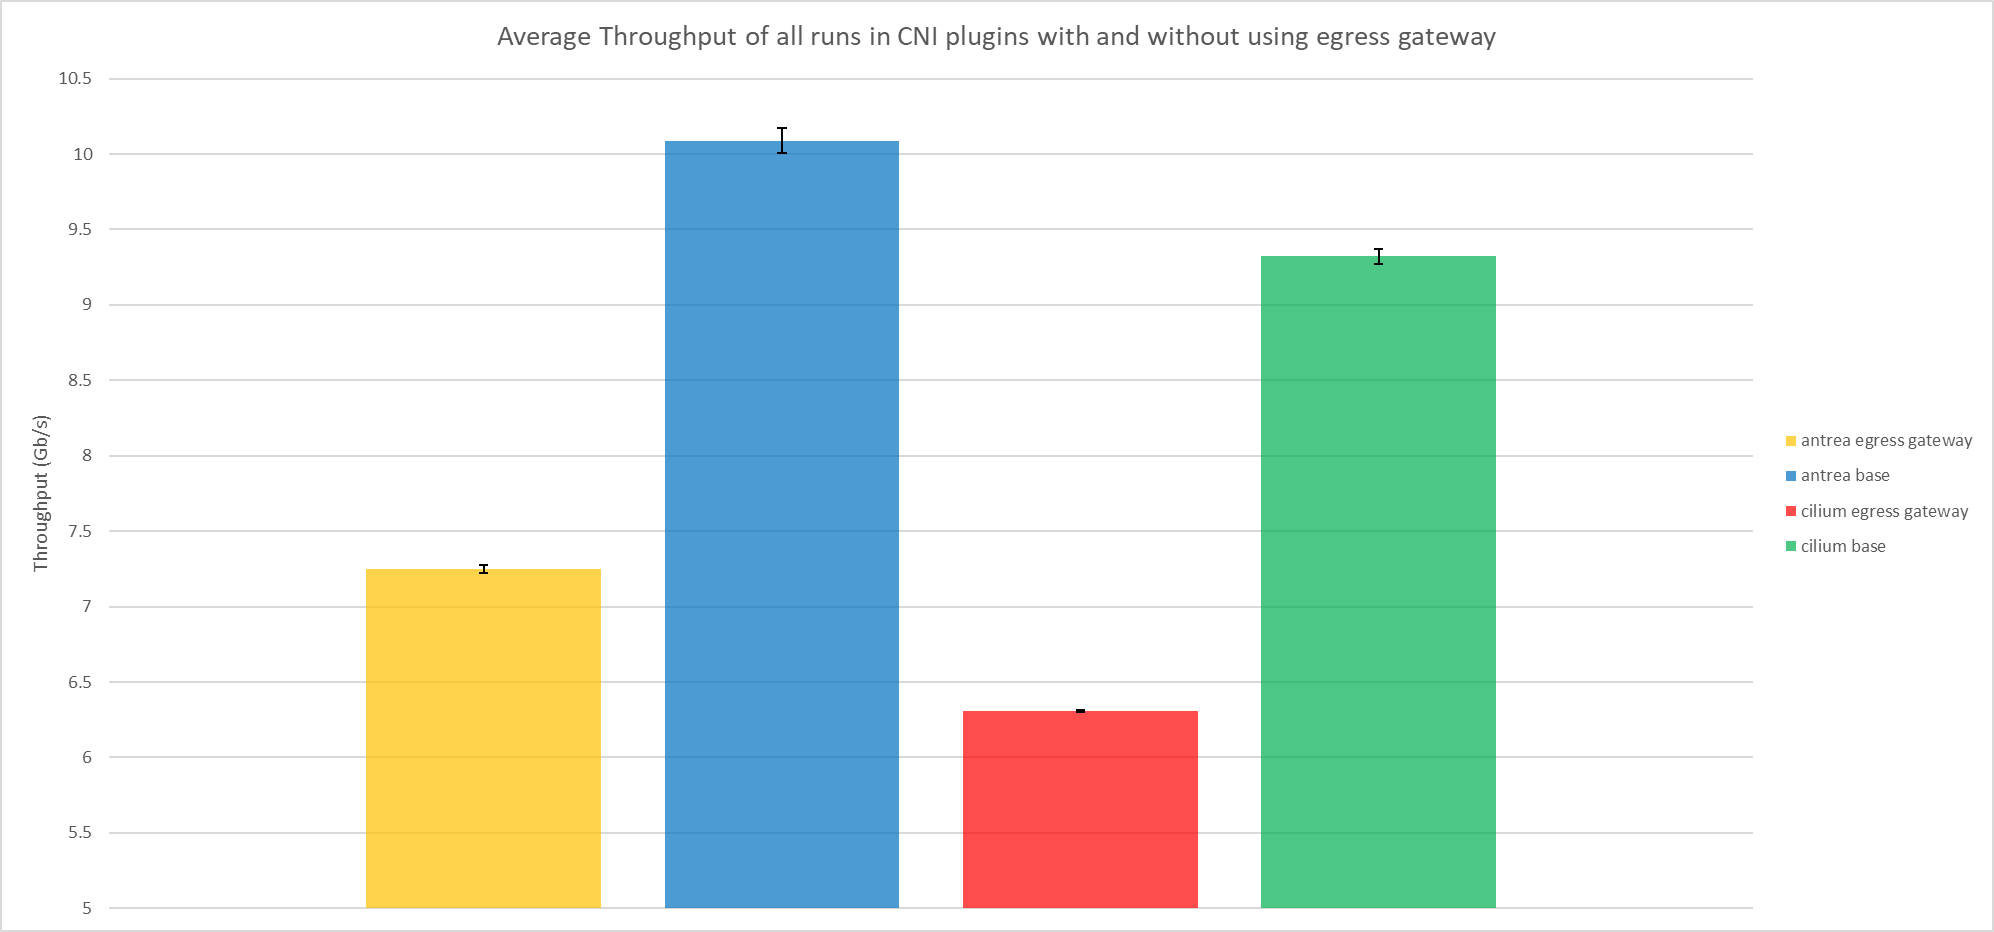 Average Throughput of all runs in CNI plugins with and without using egress gateway
10.5
10
9.5
9
8.5
8
7.5
7
6.5
6
5.5
5
Throughput (Gb/s)
antrea egress gateway
antrea base
cilium egress gateway
cilium base